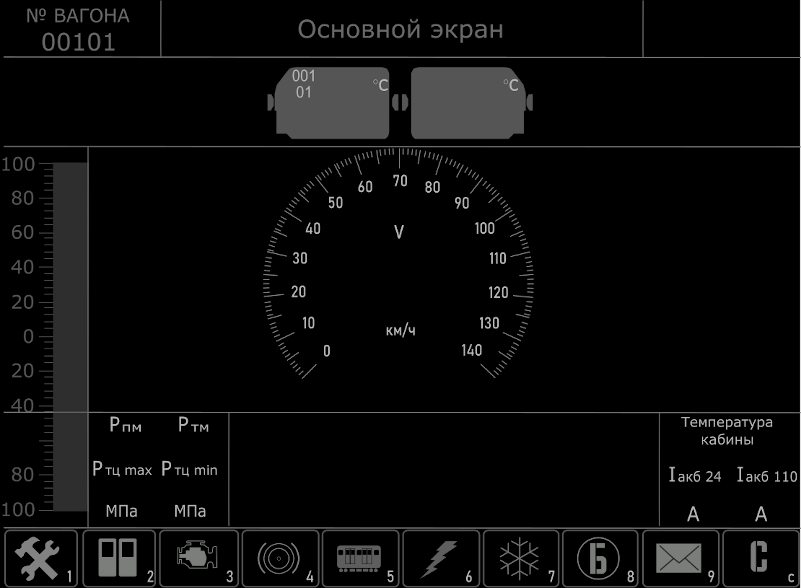 № ВАГОНА
00101
Основной экран
001
01
°C
°C
100
80
60
40
20
0
20
40
80
100
0
10
20
30
40
50
60
70
80
90
100
110
120
130
140
V
км/ч
Pпм Pтм
Pтц max Pтц min
МПа МПа
Температура
кабины
Iакб 24 Iакб 110
А А
1
2
3
4
5
6
7
Б 8
9
С с